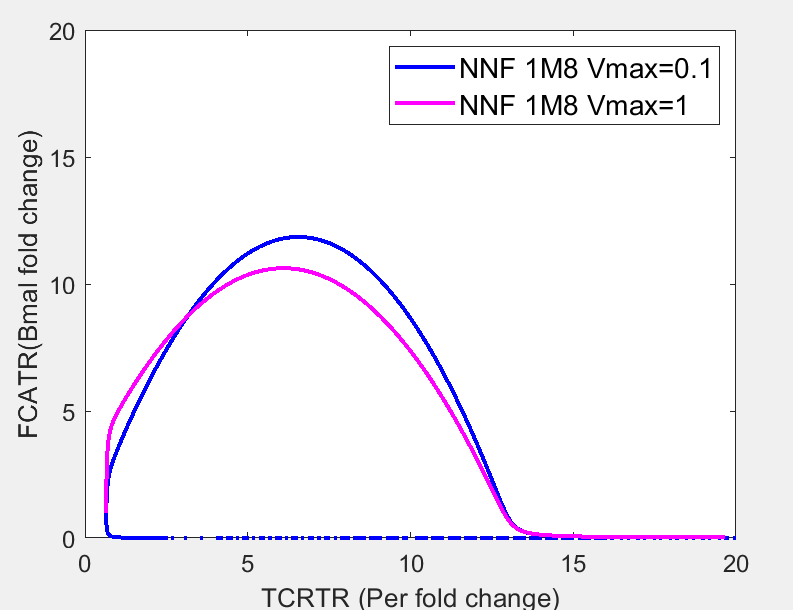 20
NNF 1M8 Vmax=0.1
NNF 1M8 Vmax=1
15
10
5
0
FCATR(Bmal fold change)
0 5 10 15 20
TCRTR (Per fold change)